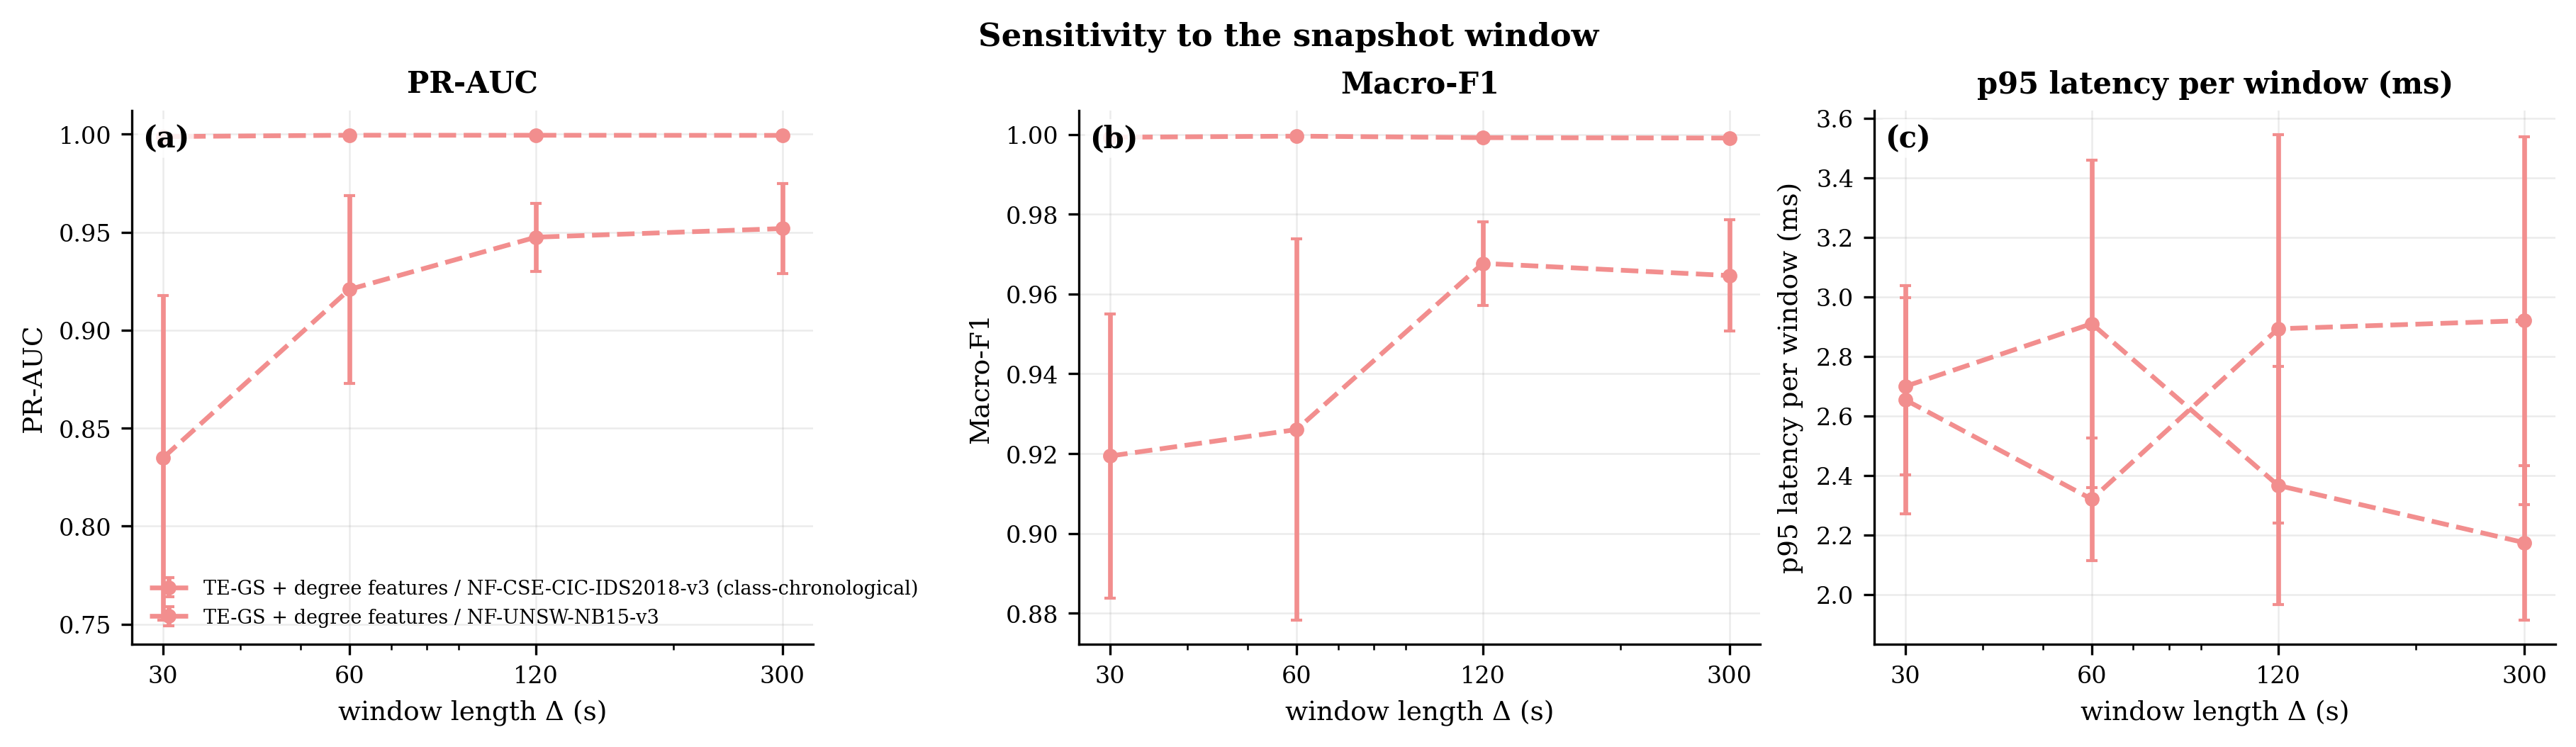 Sensitivity to the snapshot window
PR-AUC
(a)
PR-AUC
1.00
0.95
0.90
0.85
0.80
0.75
TE-GS + degree features / NF-CSE-CIC-IDS2018-v3 (class-chronological)
TE-GS + degree features / NF-UNSW-NB15-v3
30 60 120 300
window length Δ (s)
Macro-F1
(b)
Macro-F1
1.00
0.98
0.96
0.94
0.92
0.90
0.88
30 60 120 300
window length Δ (s)
p95 latency per window (ms)
(c)
p95 latency per window (ms)
3.6
3.4
3.2
3.0
2.8
2.6
2.4
2.2
2.0
30 60 120 300
window length Δ (s)